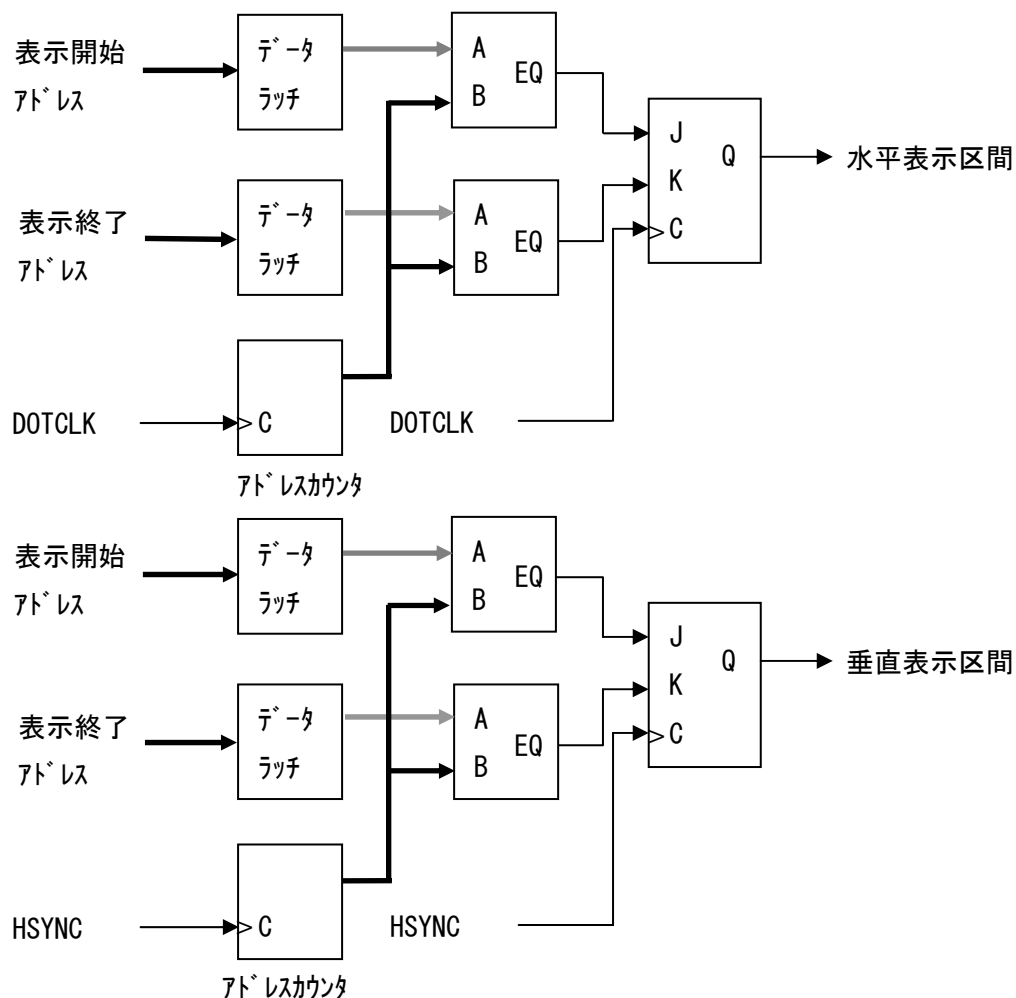 表示開始
ｱﾄﾞﾚｽ
ﾃﾞｰﾀ
ﾗｯﾁ
A
B
EQ
表示終了
ｱﾄﾞﾚｽ
ﾃﾞｰﾀ
ﾗｯﾁ
A
B
EQ
J
K
C
Q
水平表示区間
DOTCLK
C
DOTCLK
ｱﾄﾞﾚｽｶｳﾝﾀ
表示開始
ｱﾄﾞﾚｽ
ﾃﾞｰﾀ
ﾗｯﾁ
A
B
EQ
表示終了
ｱﾄﾞﾚｽ
ﾃﾞｰﾀ
ﾗｯﾁ
A
B
EQ
J
K
C
Q
垂直表示区間
HSYNC
C
HSYNC
ｱﾄﾞﾚｽｶｳﾝﾀ